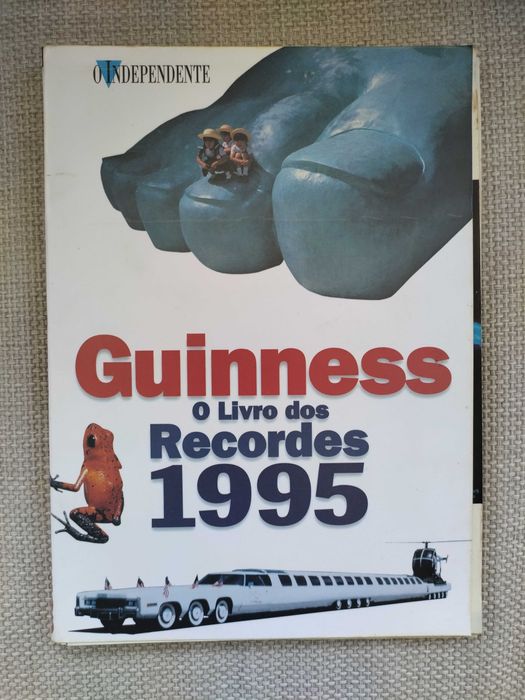 O INDEPENDENTE
Guinness
O Livro dos
Recordes
1995